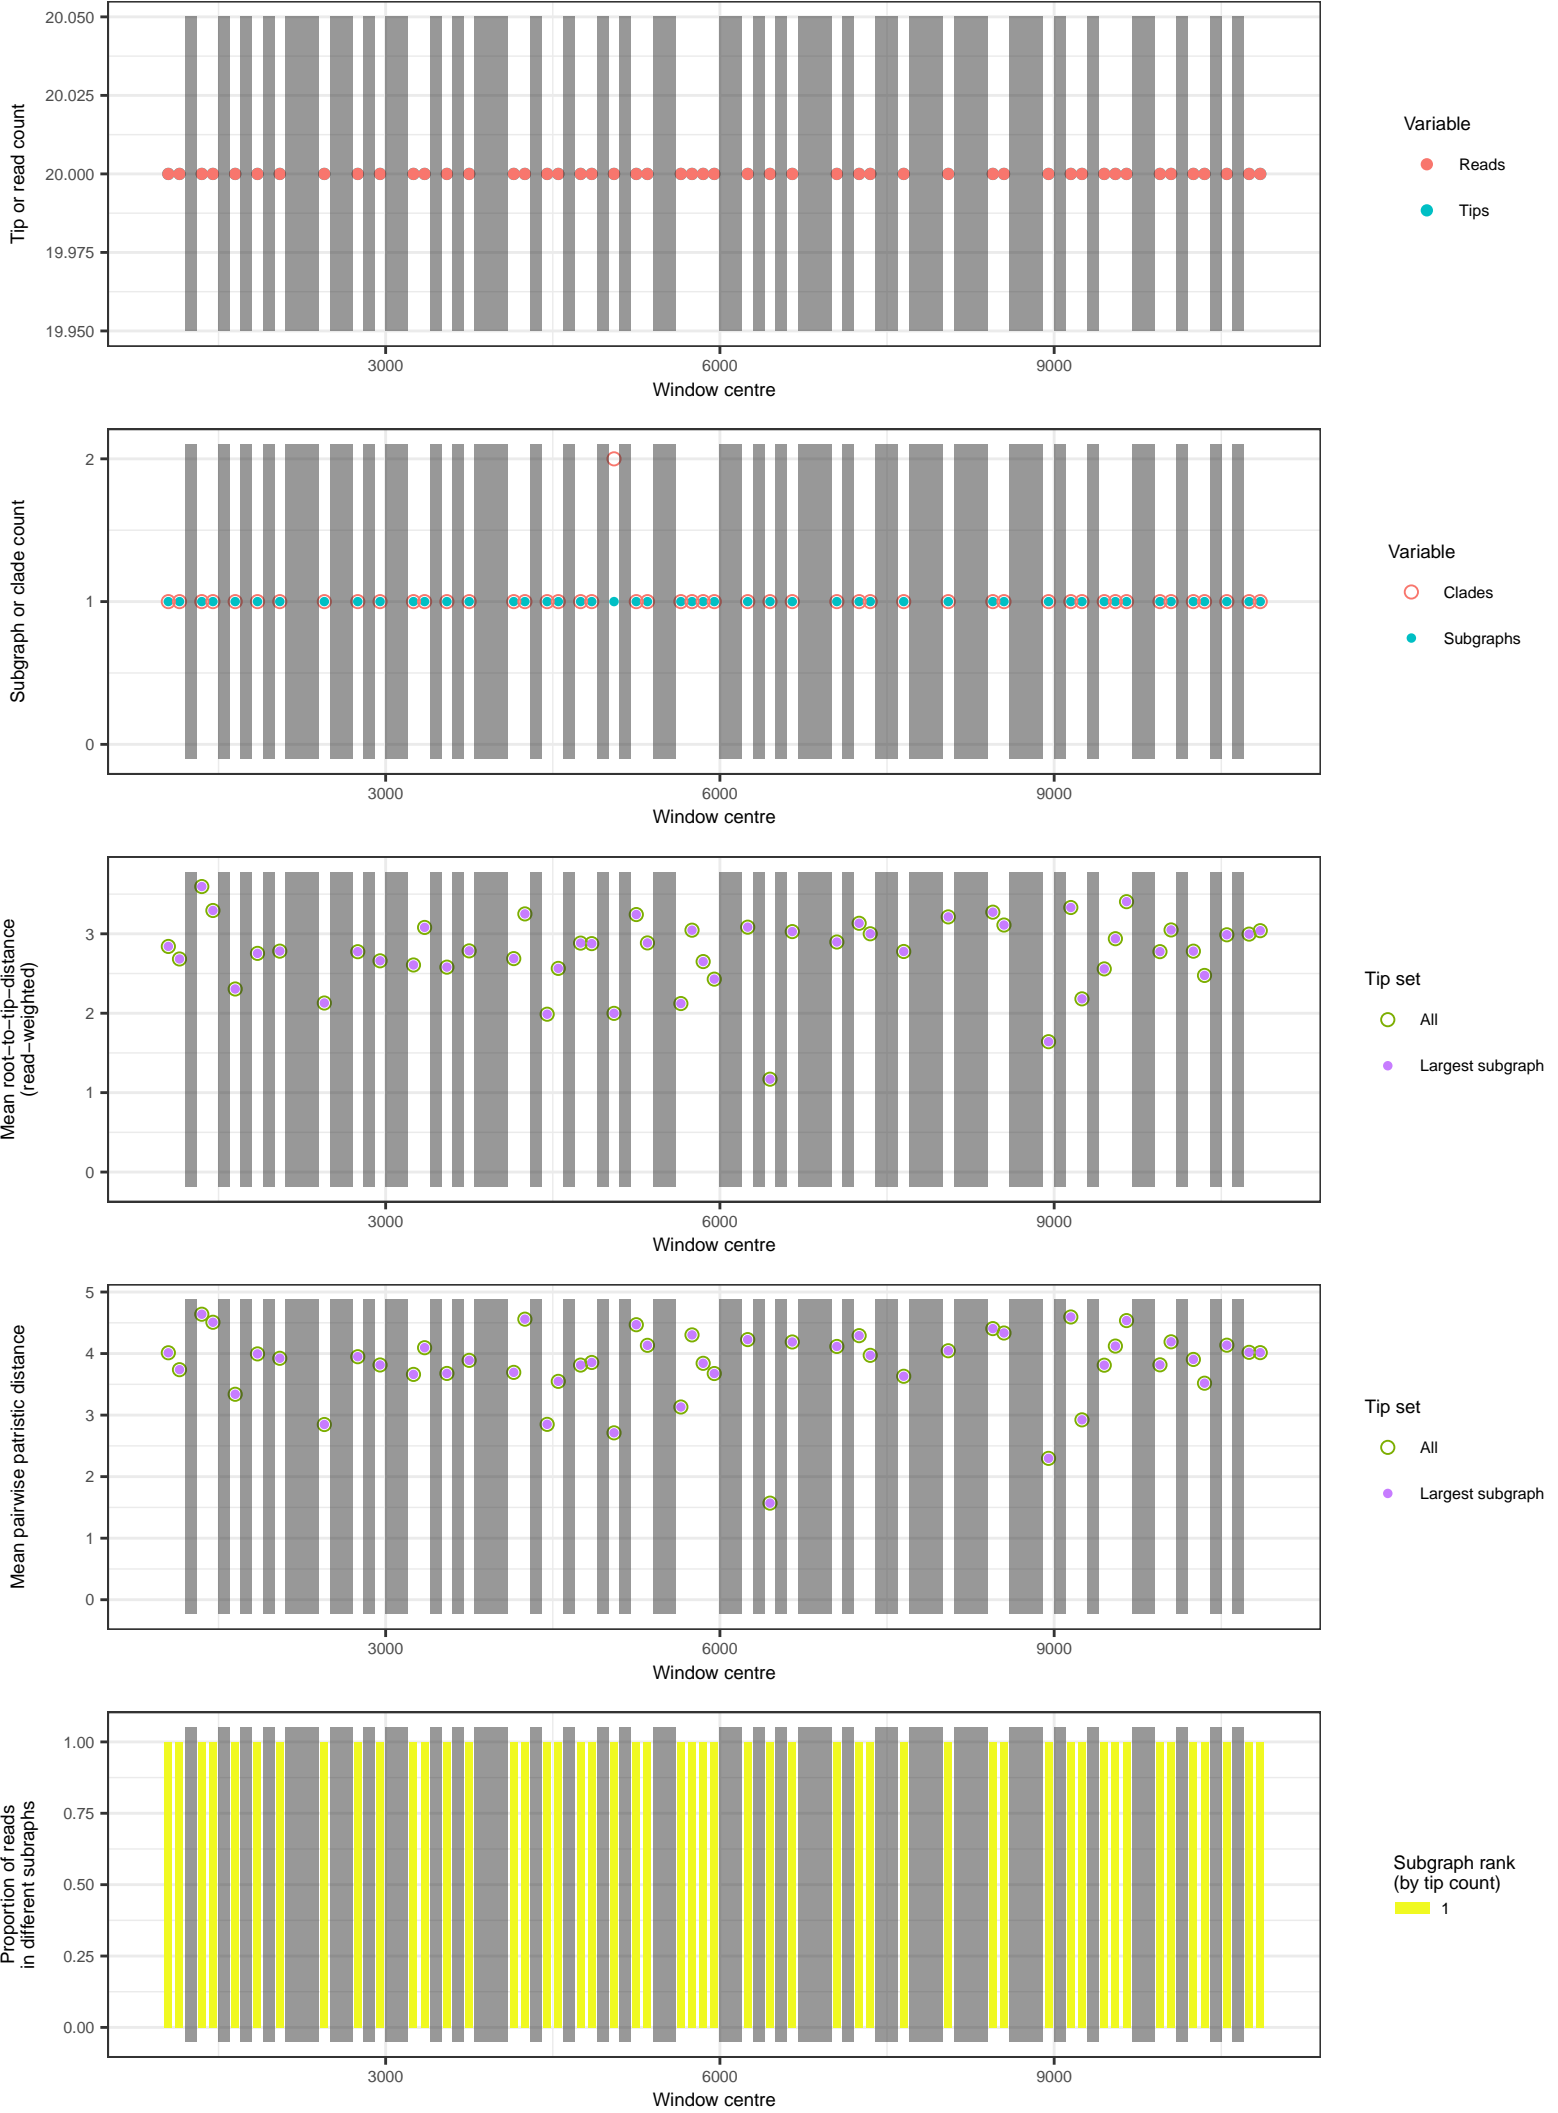 20.050
20.025
20.000
19.975
19.950
Tip or read count
3000
6000
9000
Window centre
Variable
Reads
Tips
2
1
0
Subgraph or clade count
3000
6000
9000
Window centre
Variable
Clades
Subgraphs
3
2
1
0
Mean root−to−tip−distance
(read−weighted)
3000
6000
9000
Window centre
Tip set
All
Largest subgraph
5
4
3
2
1
0
Mean pairwise patristic distance
3000
6000
9000
Window centre
Tip set
All
Largest subgraph
1.00
0.75
0.50
0.25
0.00
Proportion of reads
in different subraphs
3000
6000
9000
Window centre
Subgraph rank
(by tip count)
1